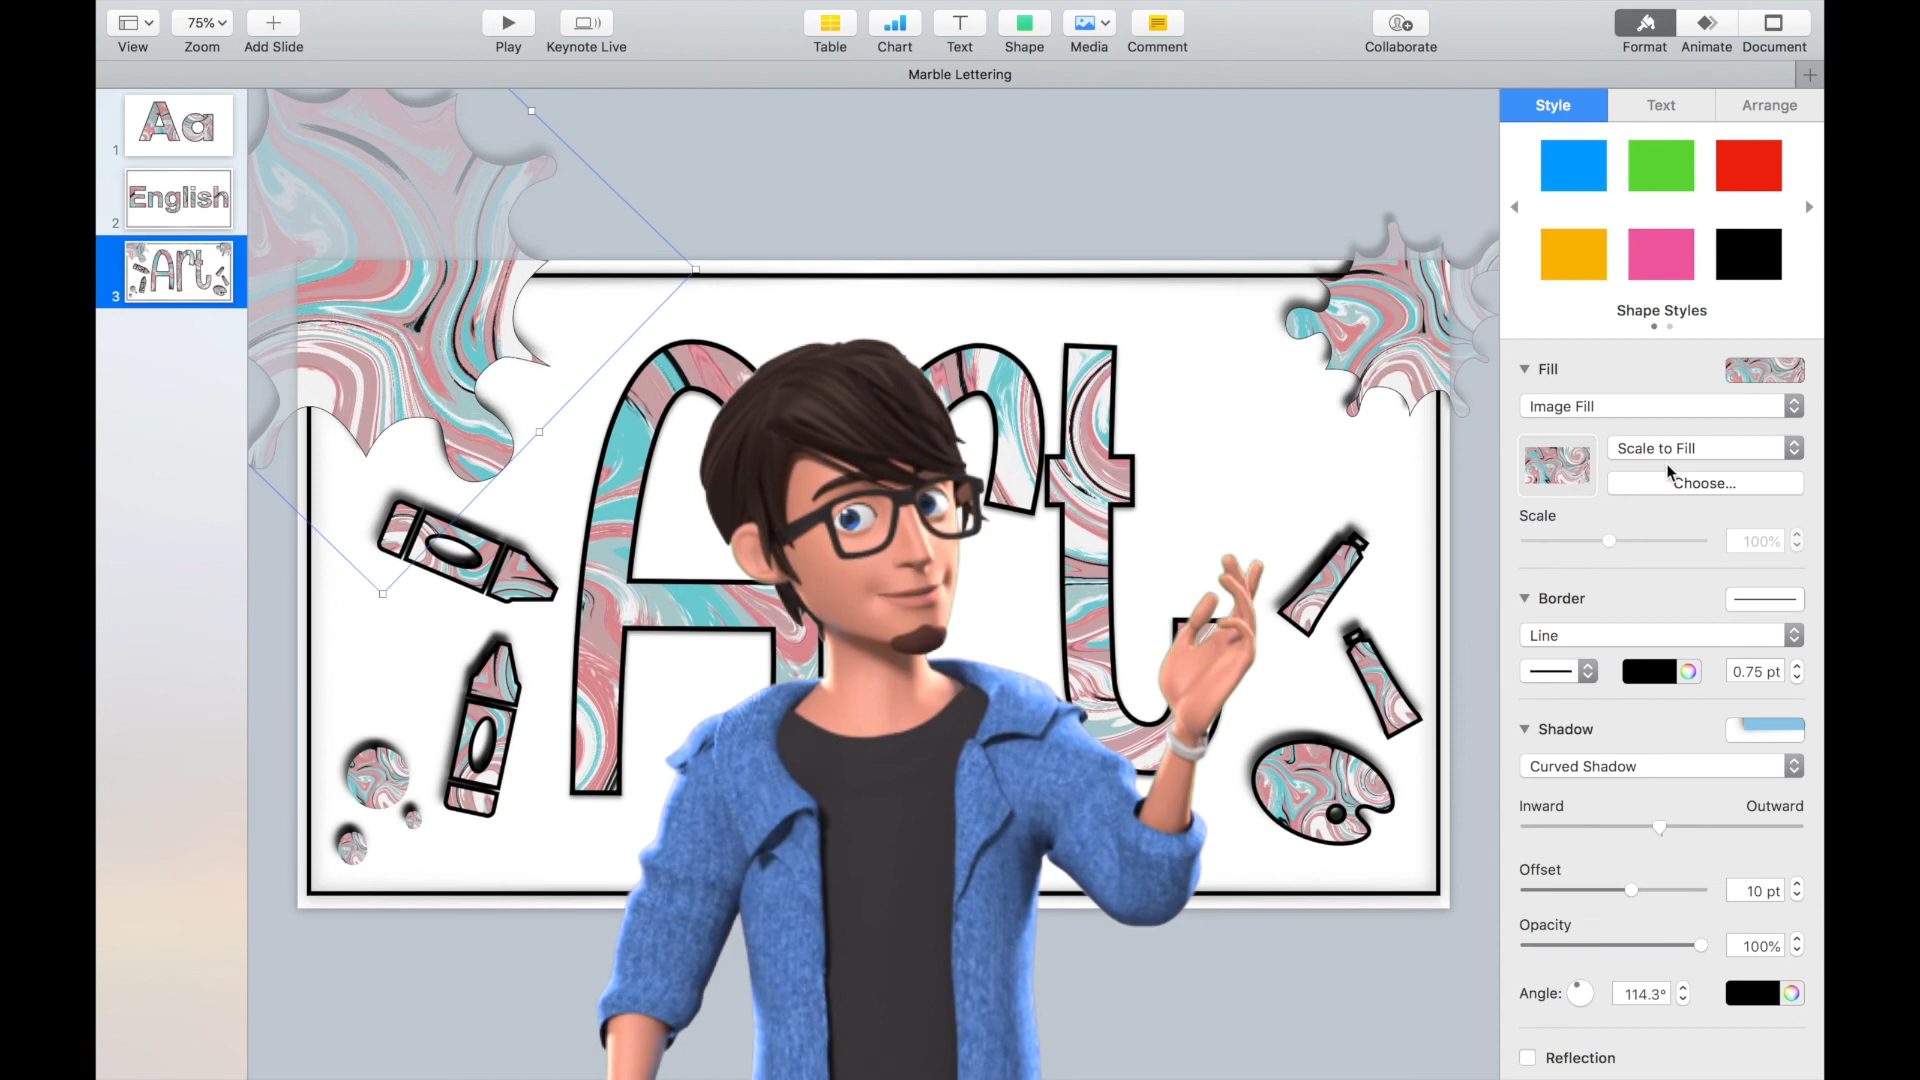 75%
View
Zoom
Add Slide
Play
Keynote Live
Table
Chart
Text
Shape
Media
Comment
Collaborate
Format
Animate
Document
Marble Lettering
Aa
1
English
2
Art
3
Art
Style
Text
Arrange
Shape Styles
Fill
Image Fill
Scale to Fill
Choose...
Scale
100%
Border
Line
0.75 pt
Shadow
Curved Shadow
Inward
Outward
Offset
10 pt
Opacity
100%
Angle:
114.3°
Reflection